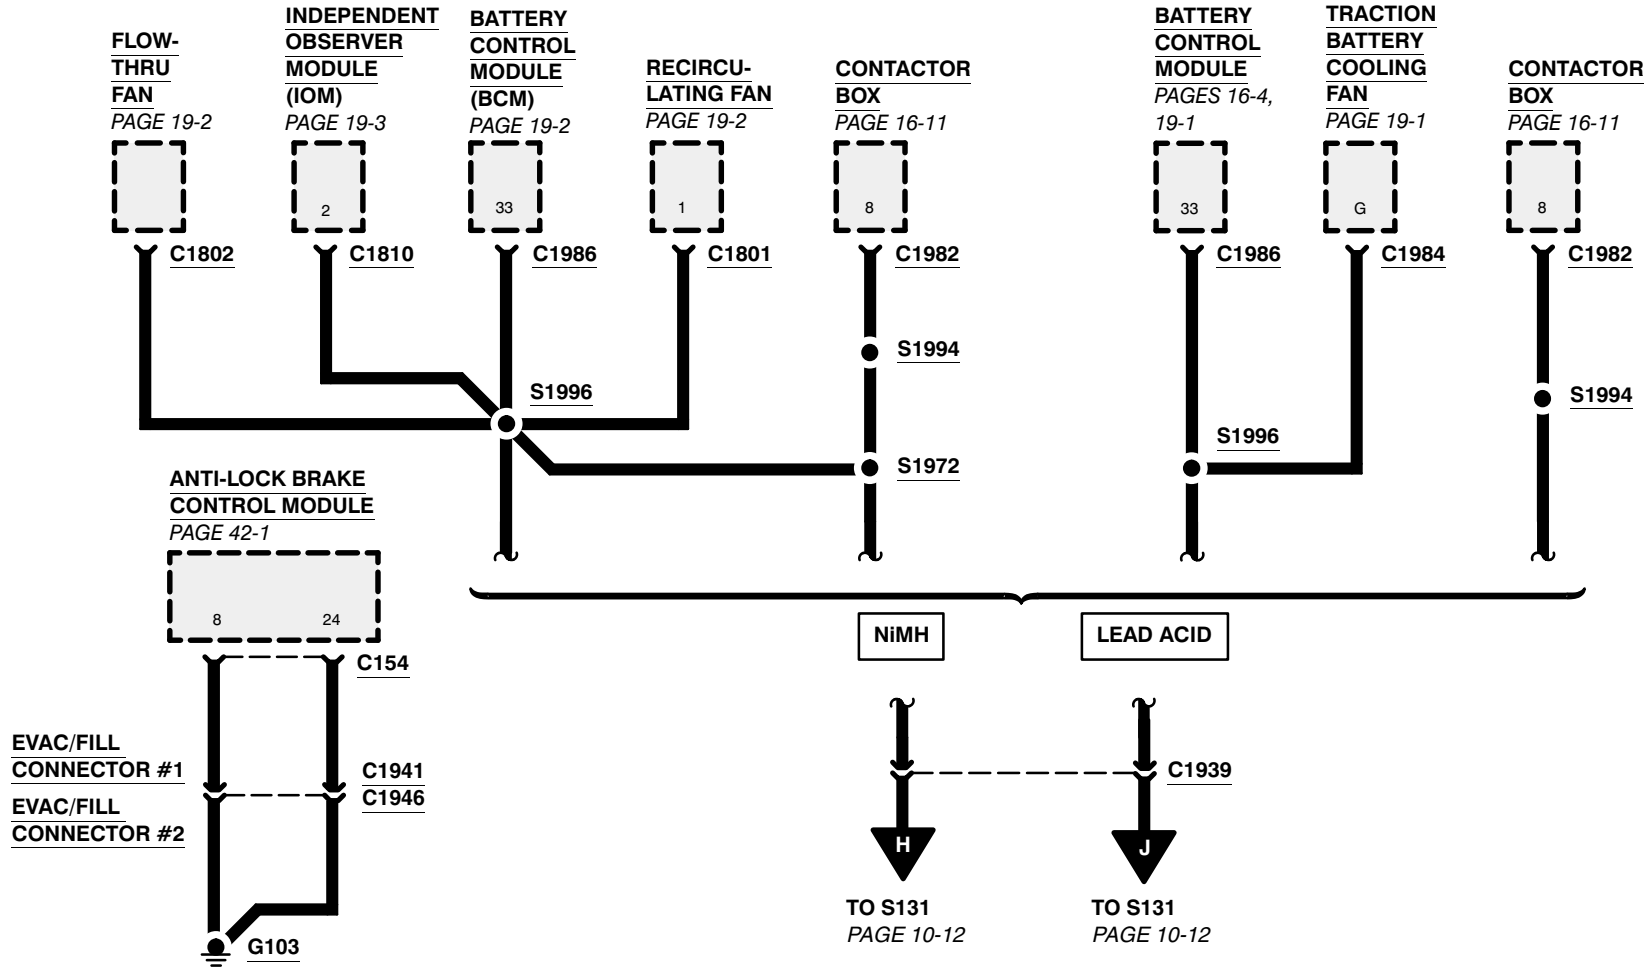 FLOW-
THRU
FAN
PAGE 19-2
INDEPENDENT
OBSERVER
MODULE
(IOM)
PAGE 19-3
BATTERY
CONTROL
MODULE
(BCM)
PAGE 19-2
RECIRCU-
LATING FAN
PAGE 19-2
CONTACTOR
BOX
PAGE 16-11
BATTERY
CONTROL
MODULE
PAGES 16-4,
19-1
TRACTION
BATTERY
COOLING
FAN
PAGE 19-1
CONTACTOR
BOX
PAGE 16-11
2
33
1
8
33
G
8
C1802
C1810
C1986
C1801
C1982
C1986
C1984
C1982
S1994
S1996
S1994
S1996
S1972
ANTI-LOCK BRAKE
CONTROL MODULE
PAGE 42-1
8
24
C154
NiMH
LEAD ACID
EVAC/FILL
CONNECTOR #1
C1941
C1946
EVAC/FILL
CONNECTOR #2
C1939
H
J
TO S131
PAGE 10-12
TO S131
PAGE 10-12
G103